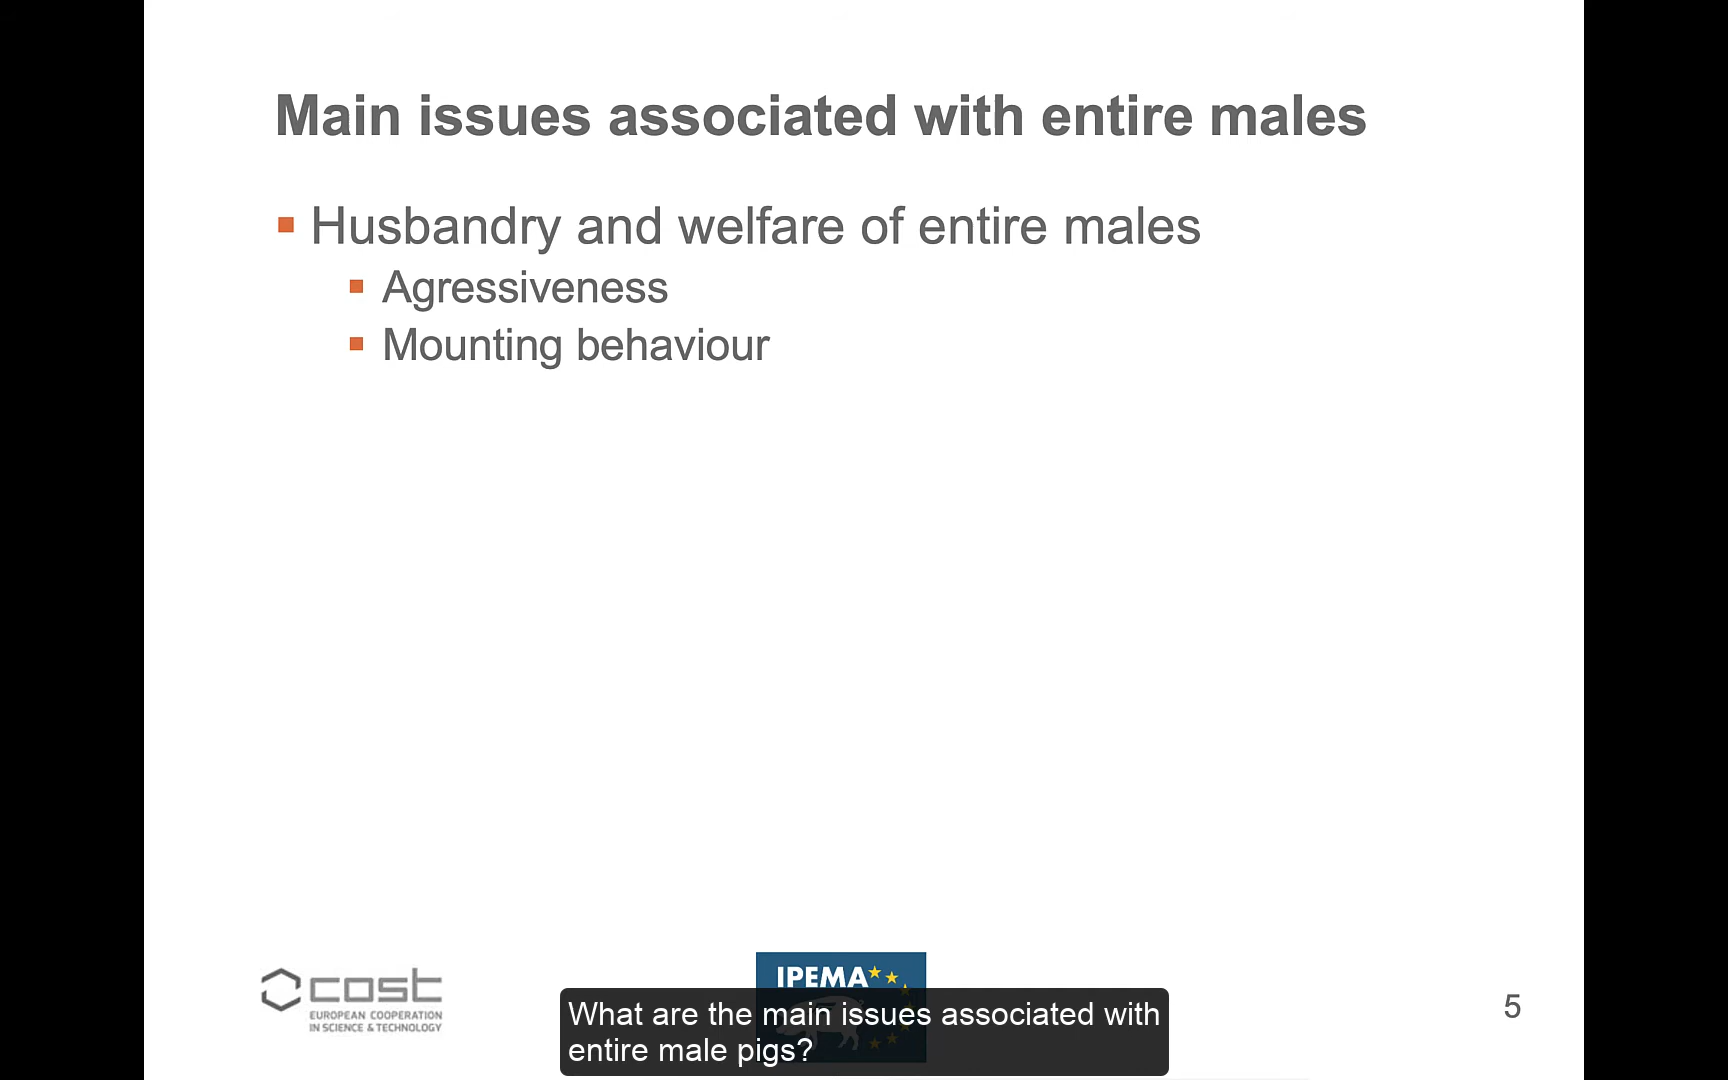 Main issues associated with entire males
Husbandry and welfare of entire males
Agressiveness
Mounting behaviour
cost
EUROPEAN COOPERATION
IN SCIENCE & TECHNOLOGY
IPEMA
What are the main issues associated with
entire male pigs?
5